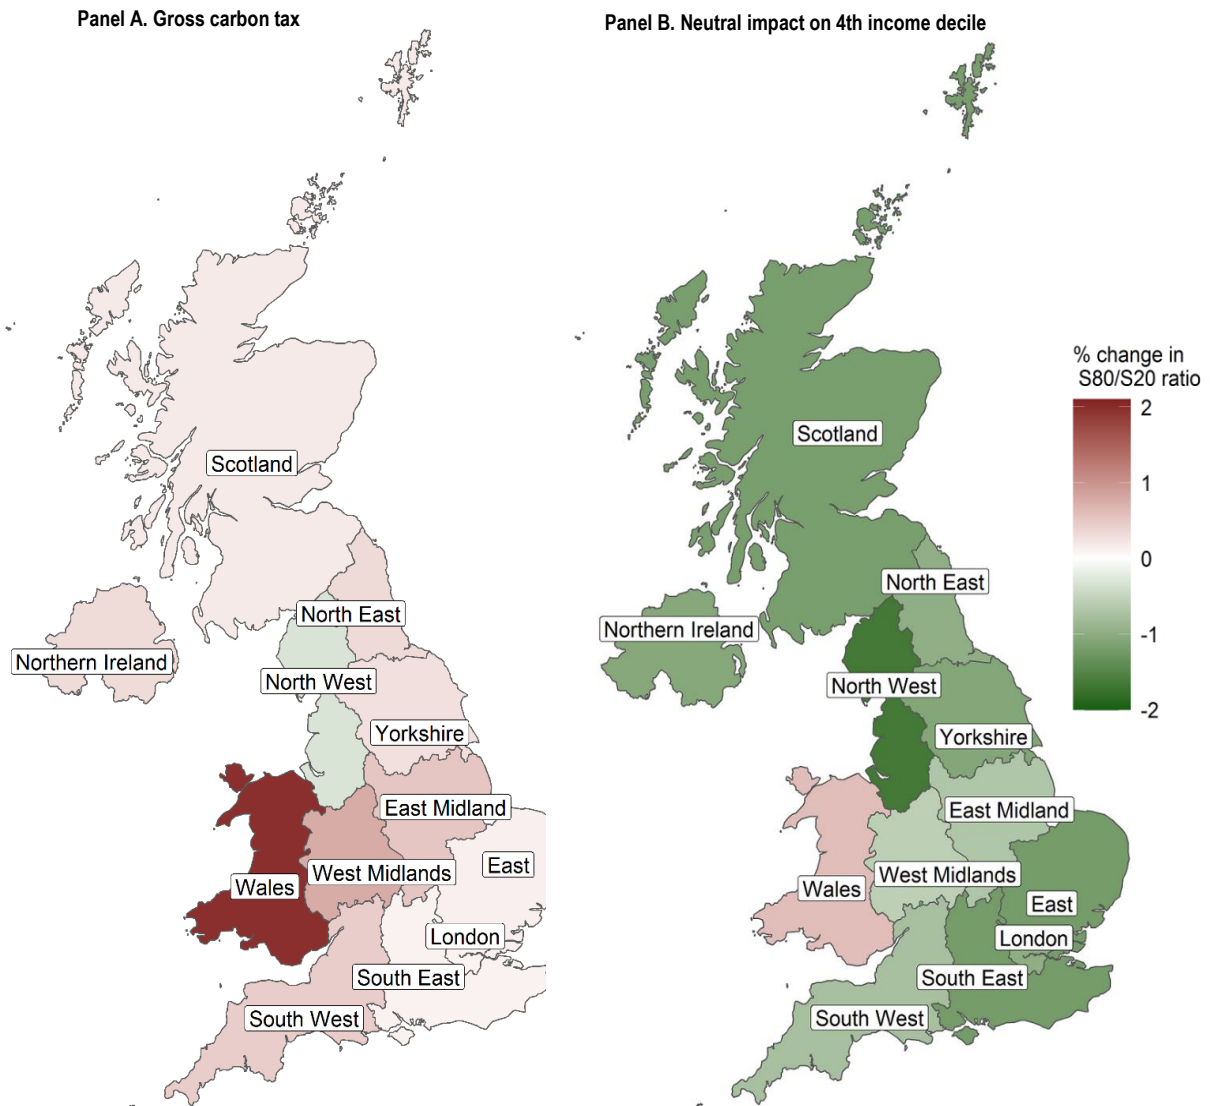 Panel A. Gross carbon tax
Panel B. Neutral impact on 4th income decile
% change in
S80/S20 ratio
2
1
0
-1
-2
Scotland
North East
Northern Ireland
North West
Yorkshire
East Midland
East
West Midlands
Wales
London
South East
South West
Scotland
North East
Northern Ireland
North West
Yorkshire
East Midland
West Midlands
Wales
East
London
South East
South West